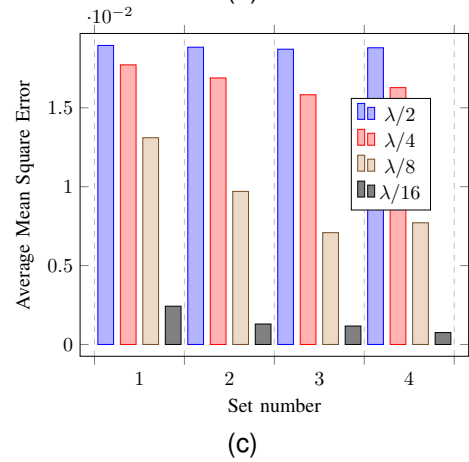 ·10⁻²
1.5
1
0.5
0
Average Mean Square Error
λ/2
λ/4
λ/8
λ/16
1 2 3 4
Set number
(c)